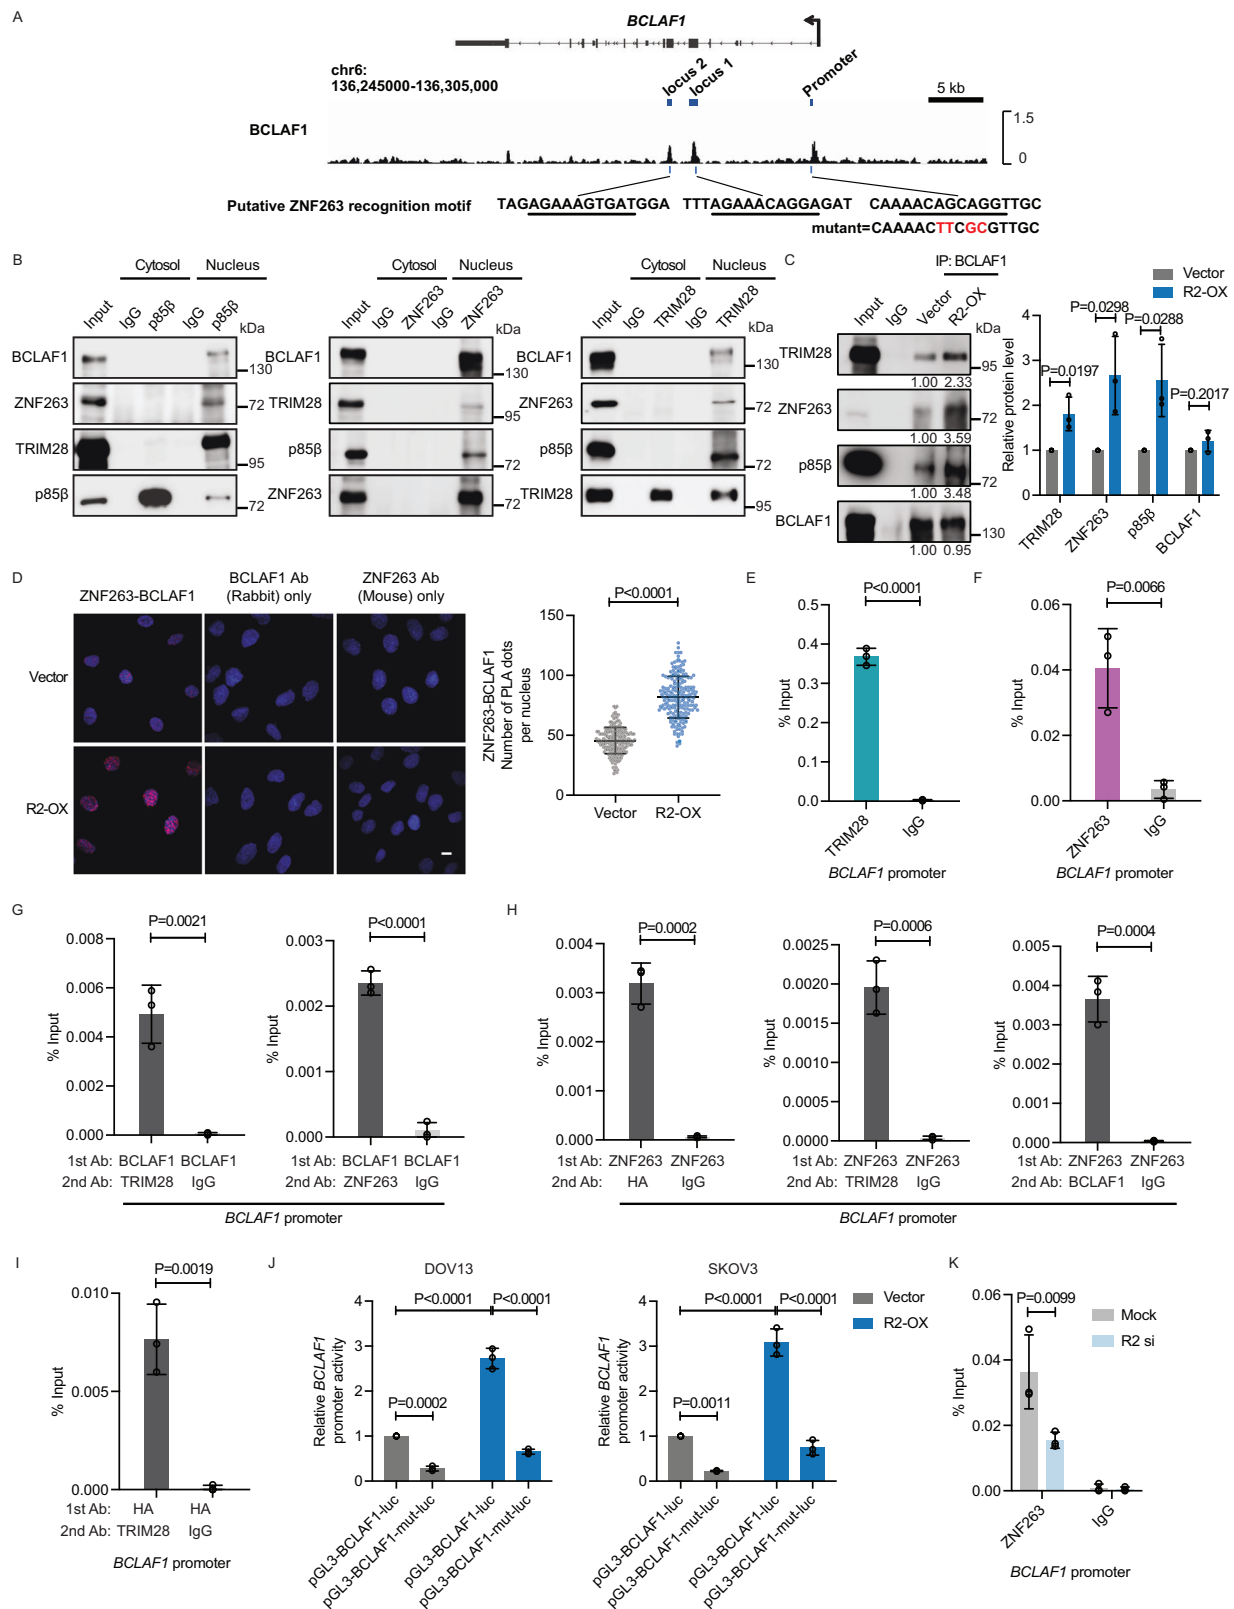 A
BCLAF1
chr6:
136,245000-136,305,000
locus 2
locus 1
Promoter
5 kb
BCLAF1
1.5
0
Putative ZNF263 recognition motif
TAGAGAAAGTGATGGA
TTTAGAAACAGGAGAT
CAAAACAGCAGGTTGC
mutant=CAAAACTTCGCGTTGC
B
Cytosol
Nucleus
Input
IgG
p85β
IgG
p85β
kDa
BCLAF1
130
ZNF263
72
TRIM28
95
p85β
72
Cytosol
Nucleus
Input
IgG
ZNF263
IgG
ZNF263
kDa
BCLAF1
130
TRIM28
95
p85β
72
ZNF263
72
Cytosol
Nucleus
Input
IgG
TRIM28
IgG
TRIM28
kDa
BCLAF1
130
ZNF263
72
p85β
72
TRIM28
95
C
IP: BCLAF1
Input
IgG
Vector
R2-OX
kDa
TRIM28
95
1.00 2.33
ZNF263
72
1.00 3.59
p85β
72
1.00 3.48
BCLAF1
130
1.00 0.95
Vector
R2-OX
Relative protein level
4
3
2
1
0
P=0.0197
P=0.0298
P=0.0288
P=0.2017
TRIM28
ZNF263
p85β
BCLAF1
D
ZNF263-BCLAF1
BCLAF1 Ab
(Rabbit) only
ZNF263 Ab
(Mouse) only
Vector
R2-OX
ZNF263-BCLAF1
Number of PLA dots
per nucleus
150
100
50
0
P<0.0001
Vector
R2-OX
E
P<0.0001
% Input
0.5
0.4
0.3
0.2
0.1
0.0
TRIM28
IgG
BCLAF1 promoter
F
P=0.0066
% Input
0.06
0.04
0.02
0.00
ZNF263
IgG
BCLAF1 promoter
G
P=0.0021
% Input
0.008
0.006
0.004
0.002
0.000
1st Ab: BCLAF1 BCLAF1
2nd Ab: TRIM28 IgG
P<0.0001
% Input
0.003
0.002
0.001
0.000
1st Ab: BCLAF1 BCLAF1
2nd Ab: ZNF263 IgG
BCLAF1 promoter
H
P=0.0002
% Input
0.004
0.003
0.002
0.001
0.000
1st Ab: ZNF263 ZNF263
2nd Ab: HA IgG
P=0.0006
% Input
0.0025
0.0020
0.0015
0.0010
0.0005
0.0000
1st Ab: ZNF263 ZNF263
2nd Ab: TRIM28 IgG
P=0.0004
% Input
0.005
0.004
0.003
0.002
0.001
0.000
1st Ab: ZNF263 ZNF263
2nd Ab: BCLAF1 IgG
BCLAF1 promoter
I
P=0.0019
% Input
0.010
0.005
0.000
1st Ab: HA HA
2nd Ab: TRIM28 IgG
BCLAF1 promoter
J
DOV13
Relative BCLAF1
promoter activity
4
3
2
1
0
P<0.0001
P<0.0001
P=0.0002
pGL3-BCLAF1-luc
pGL3-BCLAF1-mut-luc
pGL3-BCLAF1-luc
pGL3-BCLAF1-mut-luc
SKOV3
Relative BCLAF1
promoter activity
4
3
2
1
0
P<0.0001
P<0.0001
P=0.0011
pGL3-BCLAF1-luc
pGL3-BCLAF1-mut-luc
pGL3-BCLAF1-luc
pGL3-BCLAF1-mut-luc
Vector
R2-OX
K
P=0.0099
Mock
R2 si
% Input
0.06
0.04
0.02
0.00
ZNF263
IgG
BCLAF1 promoter